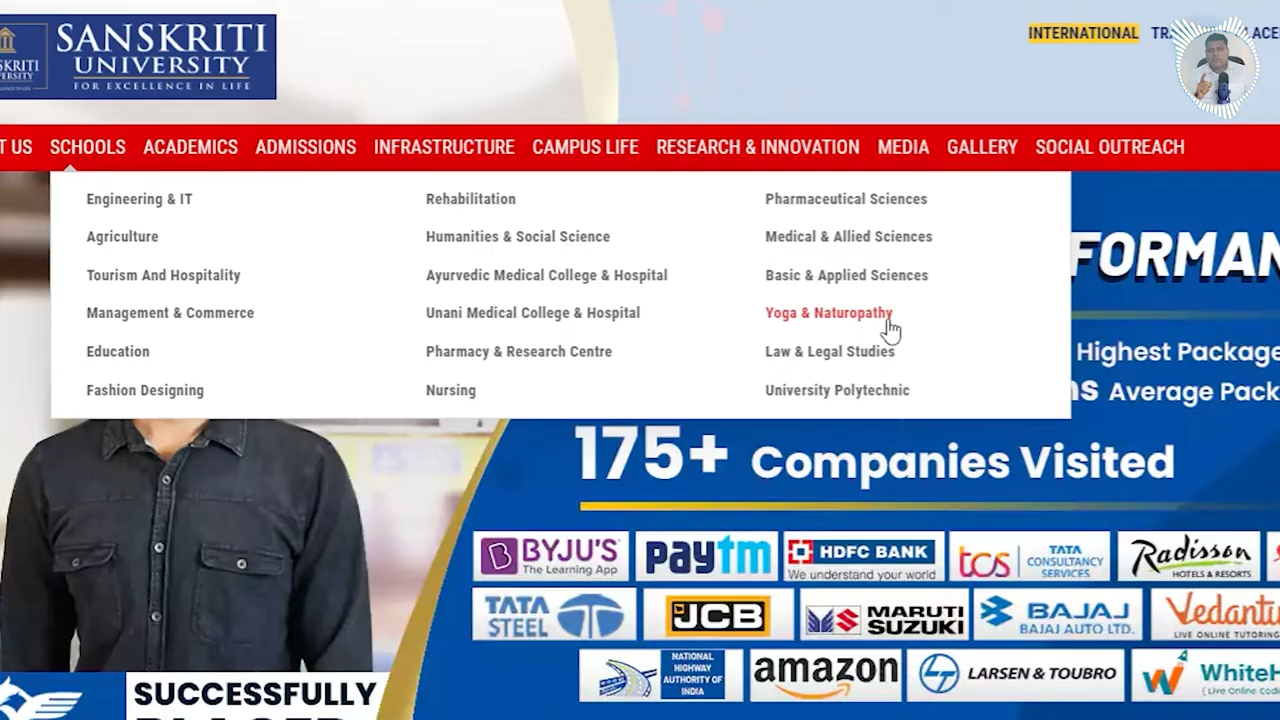 SANSKRITI
UNIVERSITY
FOR EXCELLENCE IN LIFE
INTERNATIONAL
US SCHOOLS ACADEMICS ADMISSIONS INFRASTRUCTURE CAMPUS LIFE RESEARCH & INNOVATION MEDIA GALLERY SOCIAL OUTREACH
Engineering & IT Rehabilitation Pharmaceutical Sciences
Agriculture Humanities & Social Science Medical & Allied Sciences
Tourism And Hospitality Ayurvedic Medical College & Hospital Basic & Applied Sciences
Management & Commerce Unani Medical College & Hospital Yoga & Naturopathy
Education Pharmacy & Research Centre Law & Legal Studies
Fashion Designing Nursing University Polytechnic
FORMAN
Highest Package
Average Pack
175+ Companies Visited
BYJU'S
The Learning App
paytm
HDFC BANK
We understand your world
tcs TATA
CONSULTANCY
SERVICES
Radisson
HOTELS & RESORTS
TATA
STEEL
JCB
MARUTI
SUZUKI
BAJAJ
BAJAJ AUTO LTD.
Vedantu
LIVE ONLINE TUTORING
NATIONAL
HIGHWAY
AUTHORITY OF
INDIA
amazon
LARSEN & TOUBRO
WhiteH
(Live Online Codi
SUCCESSFULLY
PLACED